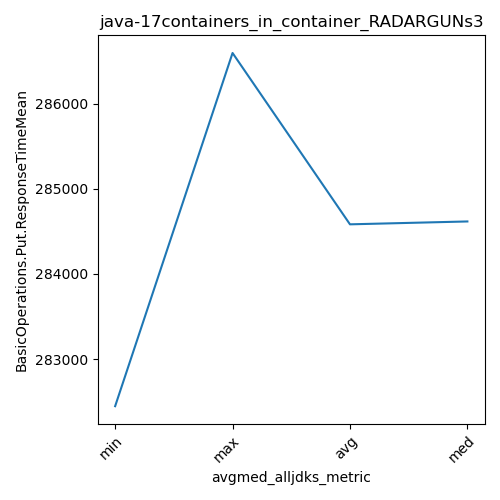 java-17containers_in_container_RADARGUNs3
BasicOperations.Put.ResponseTimeMean
286000
285000
284000
283000
min
max
avg
med
avgmed_alljdks_metric